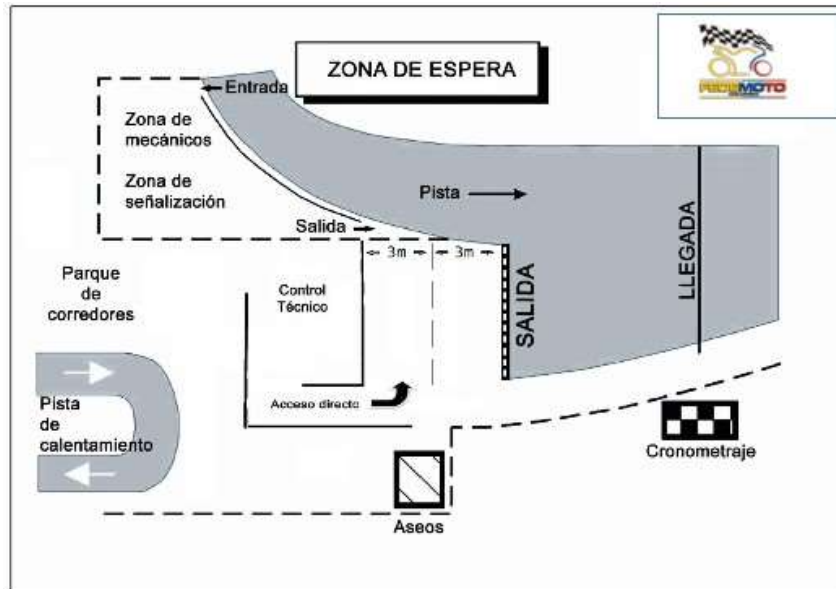 ZONA DE ESPERA
FEDEMOTO
Entrada
Zona de
mecánicos
Zona de
señalización
Pista
Salida
3m
3m
Parque
de
corredores
Control
Técnico
SALIDA
LLEGADA
Acceso directo
Pista
de
calentamiento
Cronometraje
Aseos